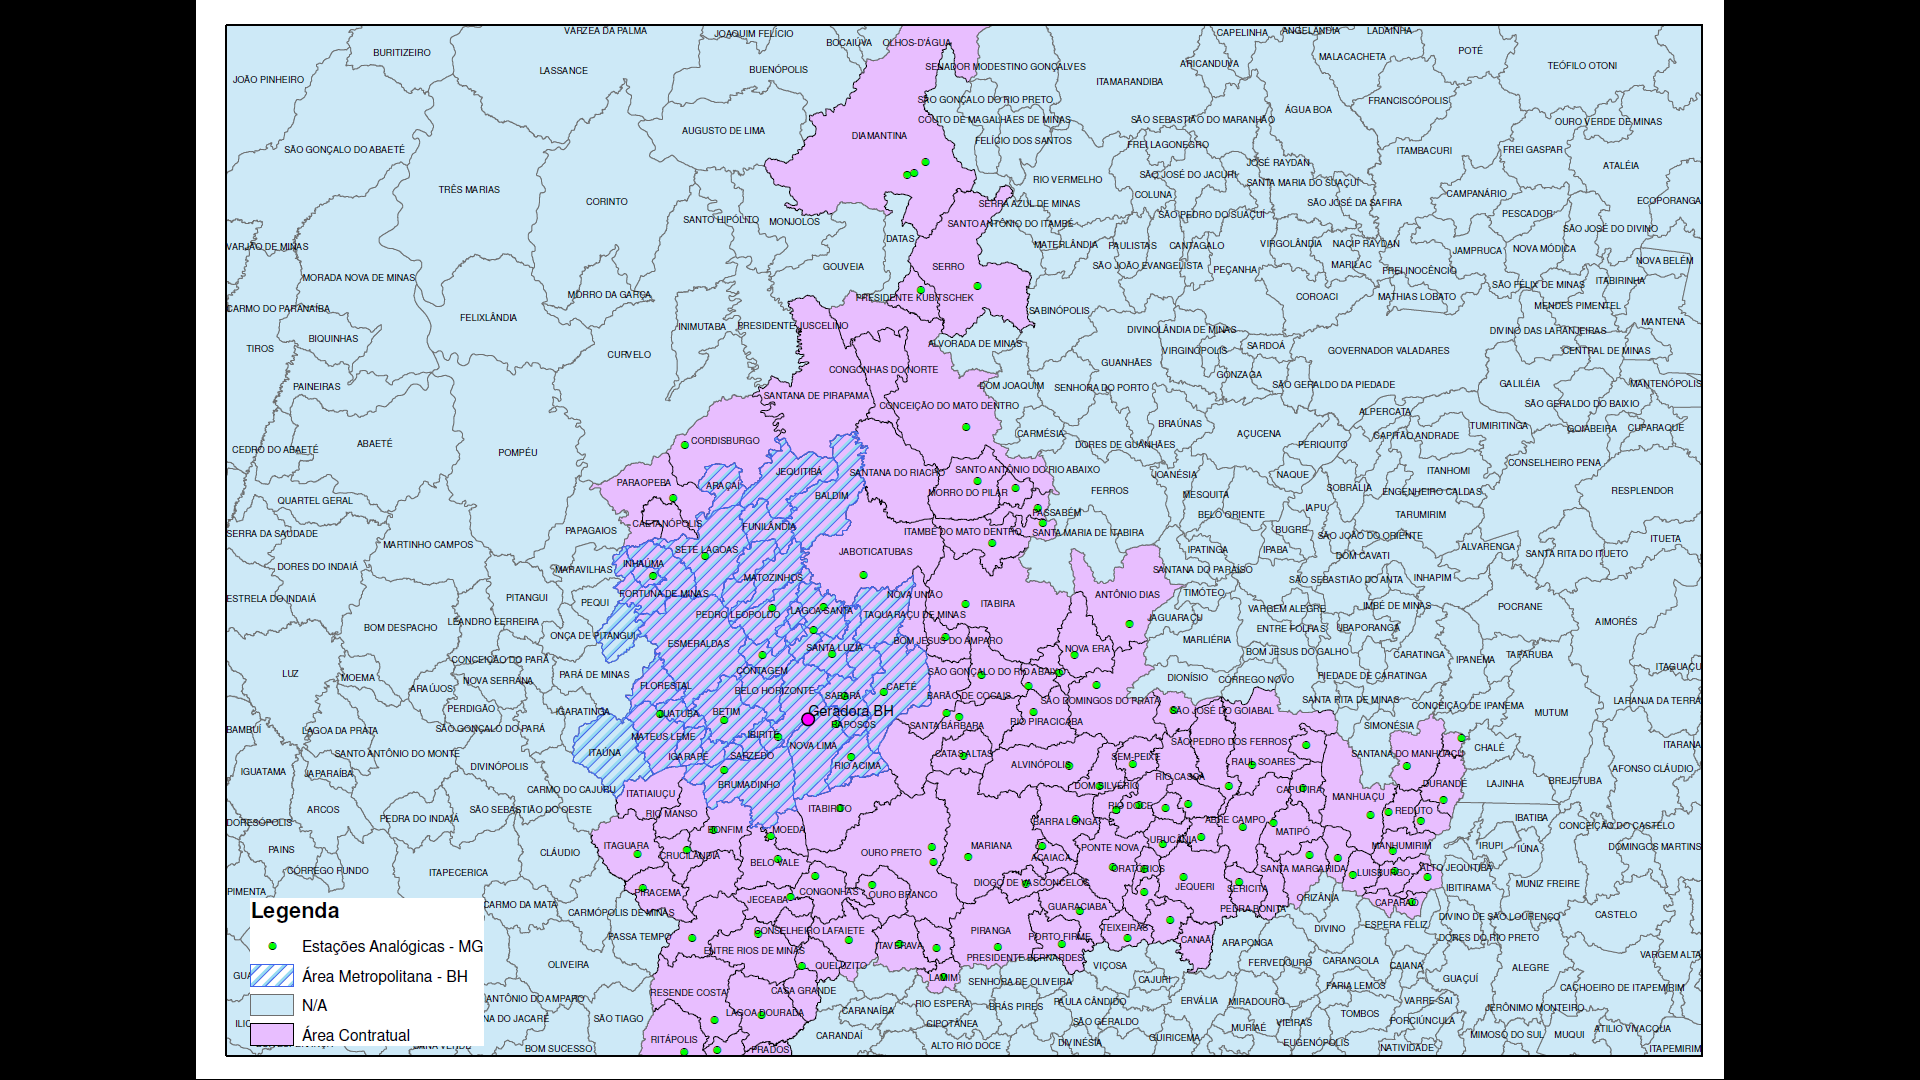 VARZEA DA PALMA
JOAQUIM FELÍCIO
BOCAIÚVA
OLHOS-D'ÁGUA
CAPELINHA
ANGELANDIA
LADAINHA
BURITIZEIRO
JOÃO PINHEIRO
LASSANCE
BUENÓPOLIS
SENADOR MODESTINO GONÇALVES
ITAMARANDIBA
ARICANDUVA
MALACACHETA
POTÉ
TEÓFILO OTONI
SÃO GONÇALO DO RIO PRETO
COUTO DE MAGALHÃES DE MINAS
SÃO SEBASTIÃO DO MARANHÃO
ÁGUA BOA
FRANCISCÓPOLIS
OURO VERDE DE MINAS
AUGUSTO DE LIMA
DIAMANTINA
FELÍCIO DOS SANTOS
FREI LAGONEGRO
ITAMBACURI
FREI GASPAR
SÃO GONÇALO DO ABAETÉ
JOSÉ RAYDAN
ATALÉIA
TRÊS MARIAS
RIO VERMELHO
SÃO JOSÉ DO JACURI
SANTA MARIA DO SUAÇUÍ
CORINTO
COLUNA
CAMPANÁRIO
ECOPORANGA
SERRA AZUL DE MINAS
SÃO JOSÉ DA SAFIRA
SANTO HIPÓLITO
MONJOLOS
SANTO ANTÔNIO DO ITAMBÉ
SÃO PEDRO DO SUAÇUÍ
PESCADOR
SÃO JOSÉ DO DIVINO
VARJÃO DE MINAS
DATAS
MATERLÂNDIA
PAULISTAS
CANTAGALO
VIRGOLÂNDIA
NACIP RAYDAN
JAMPRUCA
NOVA MÓDICA
NOVA BELÉM
MORADA NOVA DE MINAS
GOUVEIA
SERRO
SÃO JOÃO EVANGELISTA
PEÇANHA
MARILAC
FREI INOCÊNCIO
SÃO FÉLIX DE MINAS
ITABIRINHA
MORRO DA GARÇA
PRESIDENTE KUBITSCHEK
COROACI
MATHIAS LOBATO
MENDES PIMENTEL
CARMO DO PARANAÍBA
FELIXLÂNDIA
INIMUTABA
PRESIDENTE JUSCELINO
SABINÓPOLIS
DIVINOLÂNDIA DE MINAS
DIVINO DAS LARANJEIRAS
MANTENA
TIROS
BIQUINHAS
CURVELO
ALVORADA DE MINAS
VIRGINÓPOLIS
SARDOÁ
GOVERNADOR VALADARES
CENTRAL DE MINAS
CONGONHAS DO NORTE
GUANHÃES
GONZAGA
SÃO GERALDO DA PIEDADE
GALILÉIA
MANTENÓPOLIS
PAINEIRAS
SANTANA DE PIRAPAMA
DOM JOAQUIM
SENHORA DO PORTO
CONCEIÇÃO DO MATO DENTRO
ALPERCATA
SÃO GERALDO DO BAIXIO
CEDRO DO ABAETÉ
ABAETÉ
POMPÉU
CORDISBURGO
CARMÉSIA
DORES DE GUANHÃES
BRAÚNAS
AÇUCENA
PERIQUITO
CAPITÃO ANDRADE
TUMIRITINGA
GOIABEIRA
CUPARAQUE
JEQUITIBÁ
SANTANA DO RIACHO
SANTO ANTÔNIO DO RIO ABAIXO
JOANÉSIA
NAQUE
ITANHOMI
CONSELHEIRO PENA
PARAOPEBA
ARAÇAÍ
BALDIM
MORRO DO PILAR
FERROS
MESQUITA
SOBRÁLIA
ENGENHEIRO CALDAS
RESPLENDOR
QUARTEL GERAL
CAETANÓPOLIS
FUNILÂNDIA
PASSABÉM
BELO ORIENTE
IAPU
TARUMIRIM
SERRA DA SAUDADE
PAPAGAIOS
ITAMBÉ DO MATO DENTRO
SANTA MARIA DE ITABIRA
BUGRE
SÃO JOÃO DO ORIENTE
ITUETA
MARTINHO CAMPOS
SETE LAGOAS
JABOTICATUBAS
IPATINGA
IPABA
DOM CAVATI
ALVARENGA
SANTA RITA DO ITUETO
DORES DO INDAIÁ
MARAVILHAS
INHAÚMA
MATOZINHOS
SANTANA DO PARAÍSO
SÃO SEBASTIÃO DO ANTA
INHAPIM
ESTRELA DO INDAIÁ
PITANGUI
PEQUI
FORTUNA DE MINAS
NOVA UNIÃO
ITABIRA
ANTÔNIO DIAS
TIMÓTEO
VARGEM ALEGRE
IMBÉ DE MINAS
POCRANE
BOM DESPACHO
LEANDRO FERREIRA
ONÇA DE PITANGUI
PEDRO LEOPOLDO
LAGOA SANTA
TAQUARAÇU DE MINAS
JAGUARAÇU
ENTRE FOLHAS
UBAPORANGA
AIMORÉS
ESMERALDAS
SANTA LUZIA
BOM JESUS DO AMPARO
NOVA ERA
MARLIÉRIA
BOM JESUS DO GALHO
CARATINGA
IPANEMA
TAPARUBA
LUZ
MOEMA
CONCEIÇÃO DO PARÁ
NOVA SERRANA
PARÁ DE MINAS
CONTAGEM
SÃO GONÇALO DO RIO ABAIXO
DIONÍSIO
CÓRREGO NOVO
PIEDADE DE CARATINGA
ITAGUAÇU
ARAÚJOS
FLORESTAL
BELO HORIZONTE
SABARÁ
CAETÉ
BARÃO DE COCAIS
SÃO DOMINGOS DO PRATA
SANTA RITA DE MINAS
CONCEIÇÃO DE IPANEMA
LARANJA DA TERRA
PERDIGÃO
IGARATINGA
JUATUBA
BETIM
Geradora BH
SÃO JOSÉ DO GOIABAL
MUTUM
BAMBUÍ
LAGOA DA PRATA
SÃO GONÇALO DO PARÁ
MATEUS LEME
IBIRITÉ
RAPOSOS
SANTA BÁRBARA
RIO PIRACICABA
SIMONÉSIA
SANTO ANTÔNIO DO MONTE
ITAÚNA
IGARAPÉ
SARZEDO
NOVA LIMA
RIO ACIMA
CATAS ALTAS
ALVINÓPOLIS
SEM-PEIXE
SÃO PEDRO DOS FERROS
RAUL SOARES
SANTANA DO MANHUAÇU
CHALÉ
ITARANA
IGUATAMA
JAPARAÍBA
DIVINÓPOLIS
CARMO DO CAJURU
BRUMADINHO
DOM SILVÉRIO
RIO CASCA
CAPUTIRA
MANHUAÇU
DURANDÉ
LAJINHA
BREJETUBA
AFONSO CLÁUDIO
ARCOS
PEDRA DO INDAIÁ
SÃO SEBASTIÃO DO OESTE
ITATIAIUÇU
RIO MANSO
ITABIRITO
BARRA LONGA
RIO DOCE
ABRE CAMPO
REDUTO
IBATIBA
CONCEIÇÃO DO CASTELO
DORESÓPOLIS
PAINS
CLÁUDIO
ITAGUARA
BONFIM
MOEDA
CRUCILÂNDIA
BELO VALE
OURO PRETO
MARIANA
ACAIACA
PONTE NOVA
URUCÂNIA
MATIPÓ
MANHUMIRIM
IRUPI
IÚNA
DOMINGOS MARTINS
CÓRREGO FUNDO
ITAPECERICA
ORATÓRIOS
SANTA MARGARIDA
LUISBURGO
ALTO JEQUITIBÁ
PIMENTA
PIRACEMA
JECEABA
CONGONHAS
OURO BRANCO
DIOGO DE VASCONCELOS
JEQUERI
SERICITA
ORIZÂNIA
IBITIRAMA
MUNIZ FREIRE
CARMO DA MATA
CARMÓPOLIS DE MINAS
GUARACIABA
PEDRA BONITA
CAPARAÓ
DIVINO DE SÃO LOURENÇO
CASTELO
Legenda
PASSA TEMPO
CONSELHEIRO LAFAIETE
PIRANGA
PORTO FIRME
TEIXEIRAS
CANAÃ
ARAPONGA
DIVINO
ESPERA FELIZ
DORES DO RIO PRETO
Estações Analógicas - MG
ENTRE RIOS DE MINAS
ITAVERAVA
PRESIDENTE BERNARDES
OLIVEIRA
QUELUZITO
VIÇOSA
FERVEDOURO
CARANGOLA
CAIANA
ALEGRE
VARGEM ALTA
GUA
Área Metropolitana - BH
LAMIM
SENHORA DE OLIVEIRA
CAJURI
GUAÇUÍ
CACHOEIRO DE ITAPEMIRIM
RESENDE COSTA
CASA GRANDE
FARIA LEMOS
ANTÔNIO DO AMPARO
RIO ESPERA
BRÁS PIRES
PAULA CÂNDIDO
ERVÁLIA
MIRADOURO
VARRE-SAI
JERÔNIMO MONTEIRO
N/A
NA DO JACARÉ
SÃO TIAGO
LAGOA DOURADA
CARANAÍBA
CIPOTÂNEA
SÃO GERALDO
MURIAÉ
VIEIRAS
TOMBOS
PORCIÚNCULA
ATILIO VIVACQUA
Área Contratual
RITÁPOLIS
CARANDAÍ
ALTO RIO DOCE
DIVINÉSIA
GUIRICEMA
EUGENÓPOLIS
NATIVIDADE
MIMOSO DO SUL
MUQUI
BOM SUCESSO
PRADOS
ITAPEMIRIM